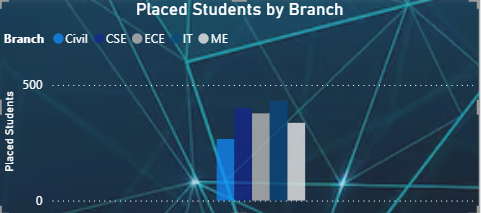 Placed Students by Branch
Branch Civil CSE ECE IT ME
500
Placed Students
0